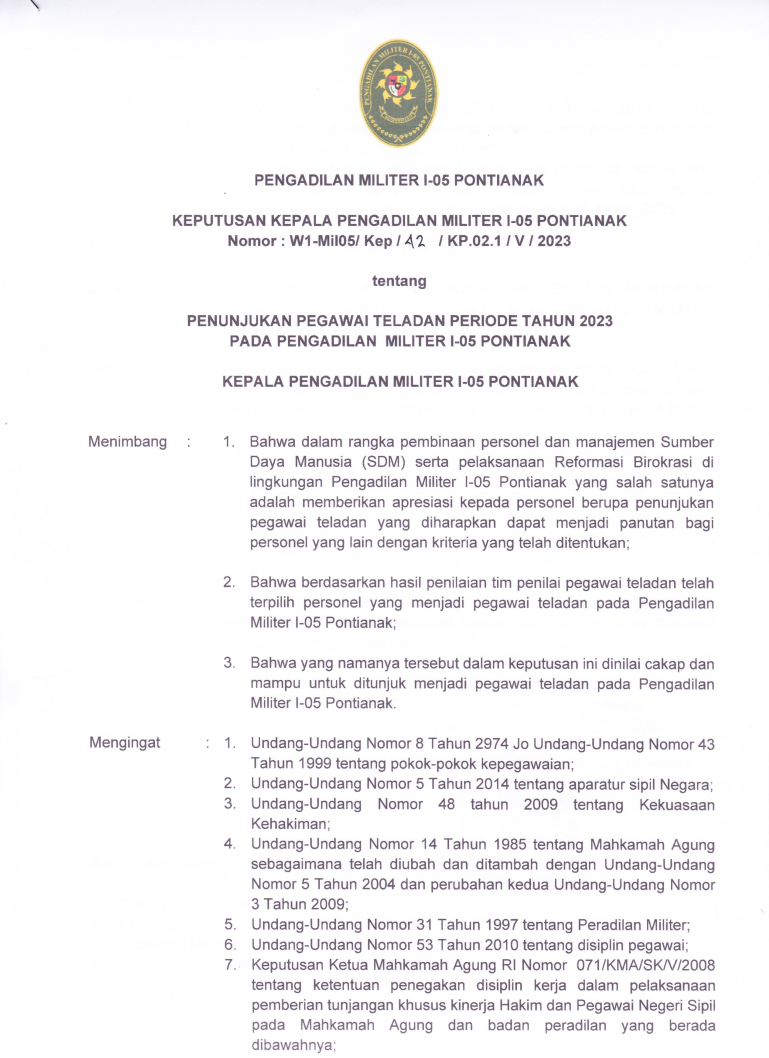 PENGADILAN MILITER I-05 PONTIANAK
PENGADILAN MILITER I-05 PONTIANAK
KEPUTUSAN KEPALA PENGADILAN MILITER I-05 PONTIANAK
Nomor : W1-Mil05/ Kep / 42 / KP.02.1 / V / 2023
tentang
PENUNJUKAN PEGAWAI TELADAN PERIODE TAHUN 2023
PADA PENGADILAN MILITER I-05 PONTIANAK
KEPALA PENGADILAN MILITER I-05 PONTIANAK
Menimbang : 1. Bahwa dalam rangka pembinaan personel dan manajemen Sumber
Daya Manusia (SDM) serta pelaksanaan Reformasi Birokrasi di
lingkungan Pengadilan Militer I-05 Pontianak yang salah satunya
adalah memberikan apresiasi kepada personel berupa penunjukan
pegawai teladan yang diharapkan dapat menjadi panutan bagi
personel yang lain dengan kriteria yang telah ditentukan;
2. Bahwa berdasarkan hasil penilaian tim penilai pegawai teladan telah
terpilih personel yang menjadi pegawai teladan pada Pengadilan
Militer I-05 Pontianak;
3. Bahwa yang namanya tersebut dalam keputusan ini dinilai cakap dan
mampu untuk ditunjuk menjadi pegawai teladan pada Pengadilan
Militer I-05 Pontianak.
Mengingat : 1. Undang-Undang Nomor 8 Tahun 2974 Jo Undang-Undang Nomor 43
Tahun 1999 tentang pokok-pokok kepegawaian;
2. Undang-Undang Nomor 5 Tahun 2014 tentang aparatur sipil Negara;
3. Undang-Undang Nomor 48 tahun 2009 tentang Kekuasaan
Kehakiman;
4. Undang-Undang Nomor 14 Tahun 1985 tentang Mahkamah Agung
sebagaimana telah diubah dan ditambah dengan Undang-Undang
Nomor 5 Tahun 2004 dan perubahan kedua Undang-Undang Nomor
3 Tahun 2009;
5. Undang-Undang Nomor 31 Tahun 1997 tentang Peradilan Militer;
6. Undang-Undang Nomor 53 Tahun 2010 tentang disiplin pegawai;
7. Keputusan Ketua Mahkamah Agung RI Nomor 071/KMA/SK/V/2008
tentang ketentuan penegakan disiplin kerja dalam pelaksanaan
pemberian tunjangan khusus kinerja Hakim dan Pegawai Negeri Sipil
pada Mahkamah Agung dan badan peradilan yang berada
dibawahnya;